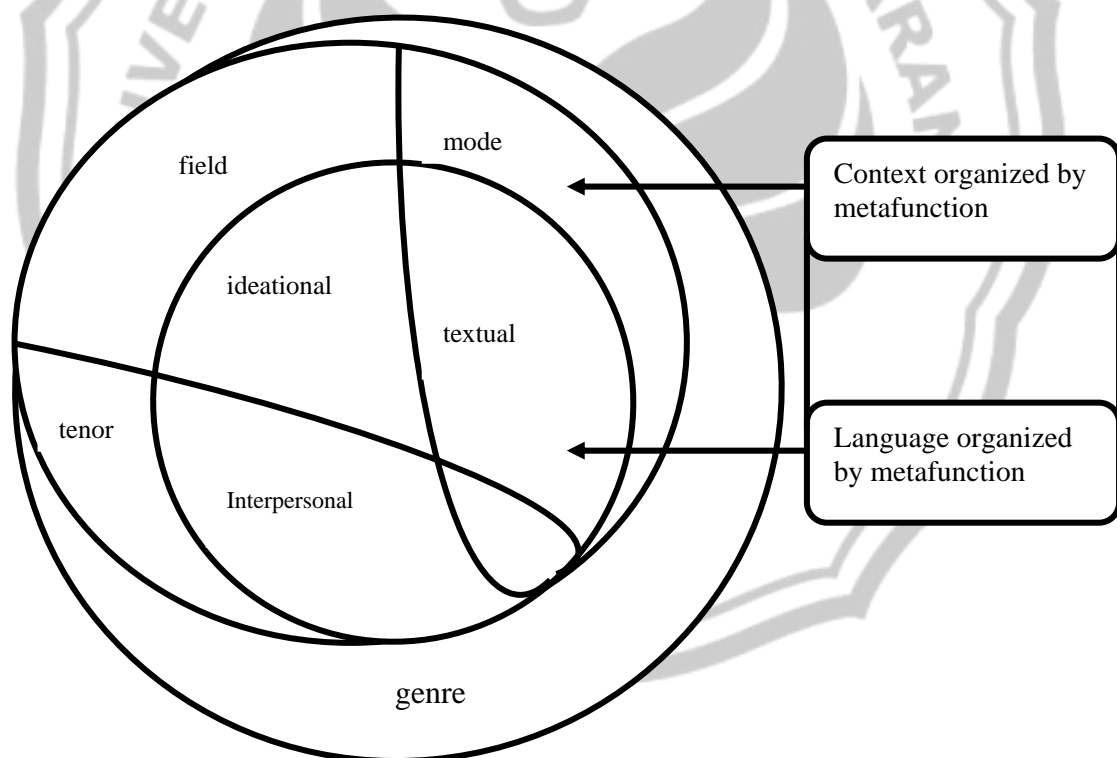 mode
field
Context organized by
metafunction
ideational
textual
tenor
Language organized
by metafunction
Interpersonal
genre